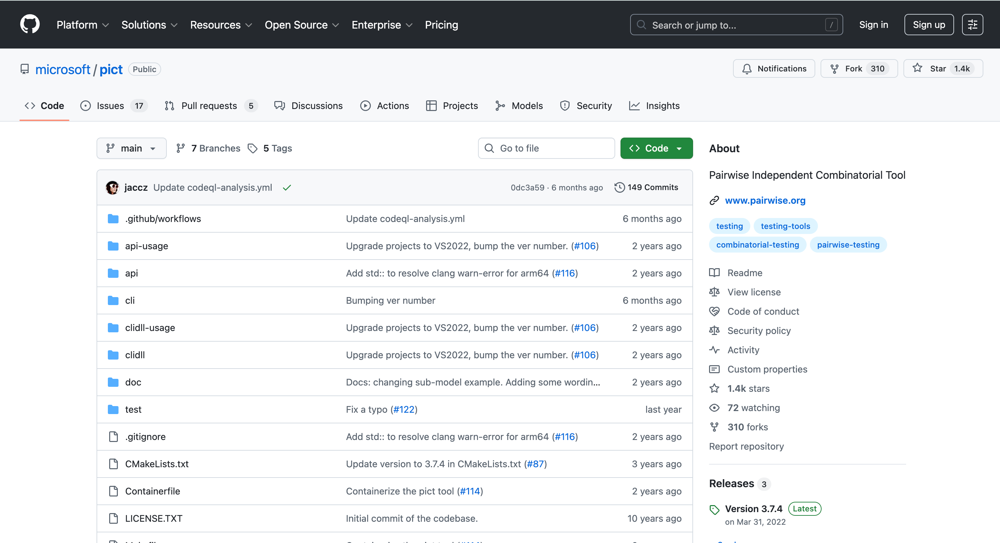 Platform Solutions Resources Open Source Enterprise Pricing Search or jump to... / Sign in Sign up
microsoft / pict Public Notifications Fork 310 Star 1.4k
Code Issues 17 Pull requests 5 Discussions Actions Projects Models Security Insights
main 7 Branches 5 Tags Go to file Code
jaccz Update codeql-analysis.yml 0dc3a59 · 6 months ago 149 Commits
.github/workflows Update codeql-analysis.yml 6 months ago
api-usage Upgrade projects to VS2022, bump the ver number. (#106) 2 years ago
api Add std:: to resolve clang warn-error for arm64 (#116) 2 years ago
cli Bumping ver number 6 months ago
clidll-usage Upgrade projects to VS2022, bump the ver number. (#106) 2 years ago
clidll Upgrade projects to VS2022, bump the ver number. (#106) 2 years ago
doc Docs: changing sub-model example. Adding some wordin... 2 years ago
test Fix a typo (#122) last year
.gitignore Add std:: to resolve clang warn-error for arm64 (#116) 2 years ago
CMakeLists.txt Update version to 3.7.4 in CMakeLists.txt (#87) 3 years ago
Containerfile Containerize the pict tool (#114) 2 years ago
LICENSE.TXT Initial commit of the codebase. 10 years ago
About
Pairwise Independent Combinatorial Tool
www.pairwise.org
testing testing-tools
combinatorial-testing pairwise-testing
Readme
View license
Code of conduct
Security policy
Activity
Custom properties
1.4k stars
72 watching
310 forks
Report repository
Releases 3
Version 3.7.4 Latest
on Mar 31, 2022